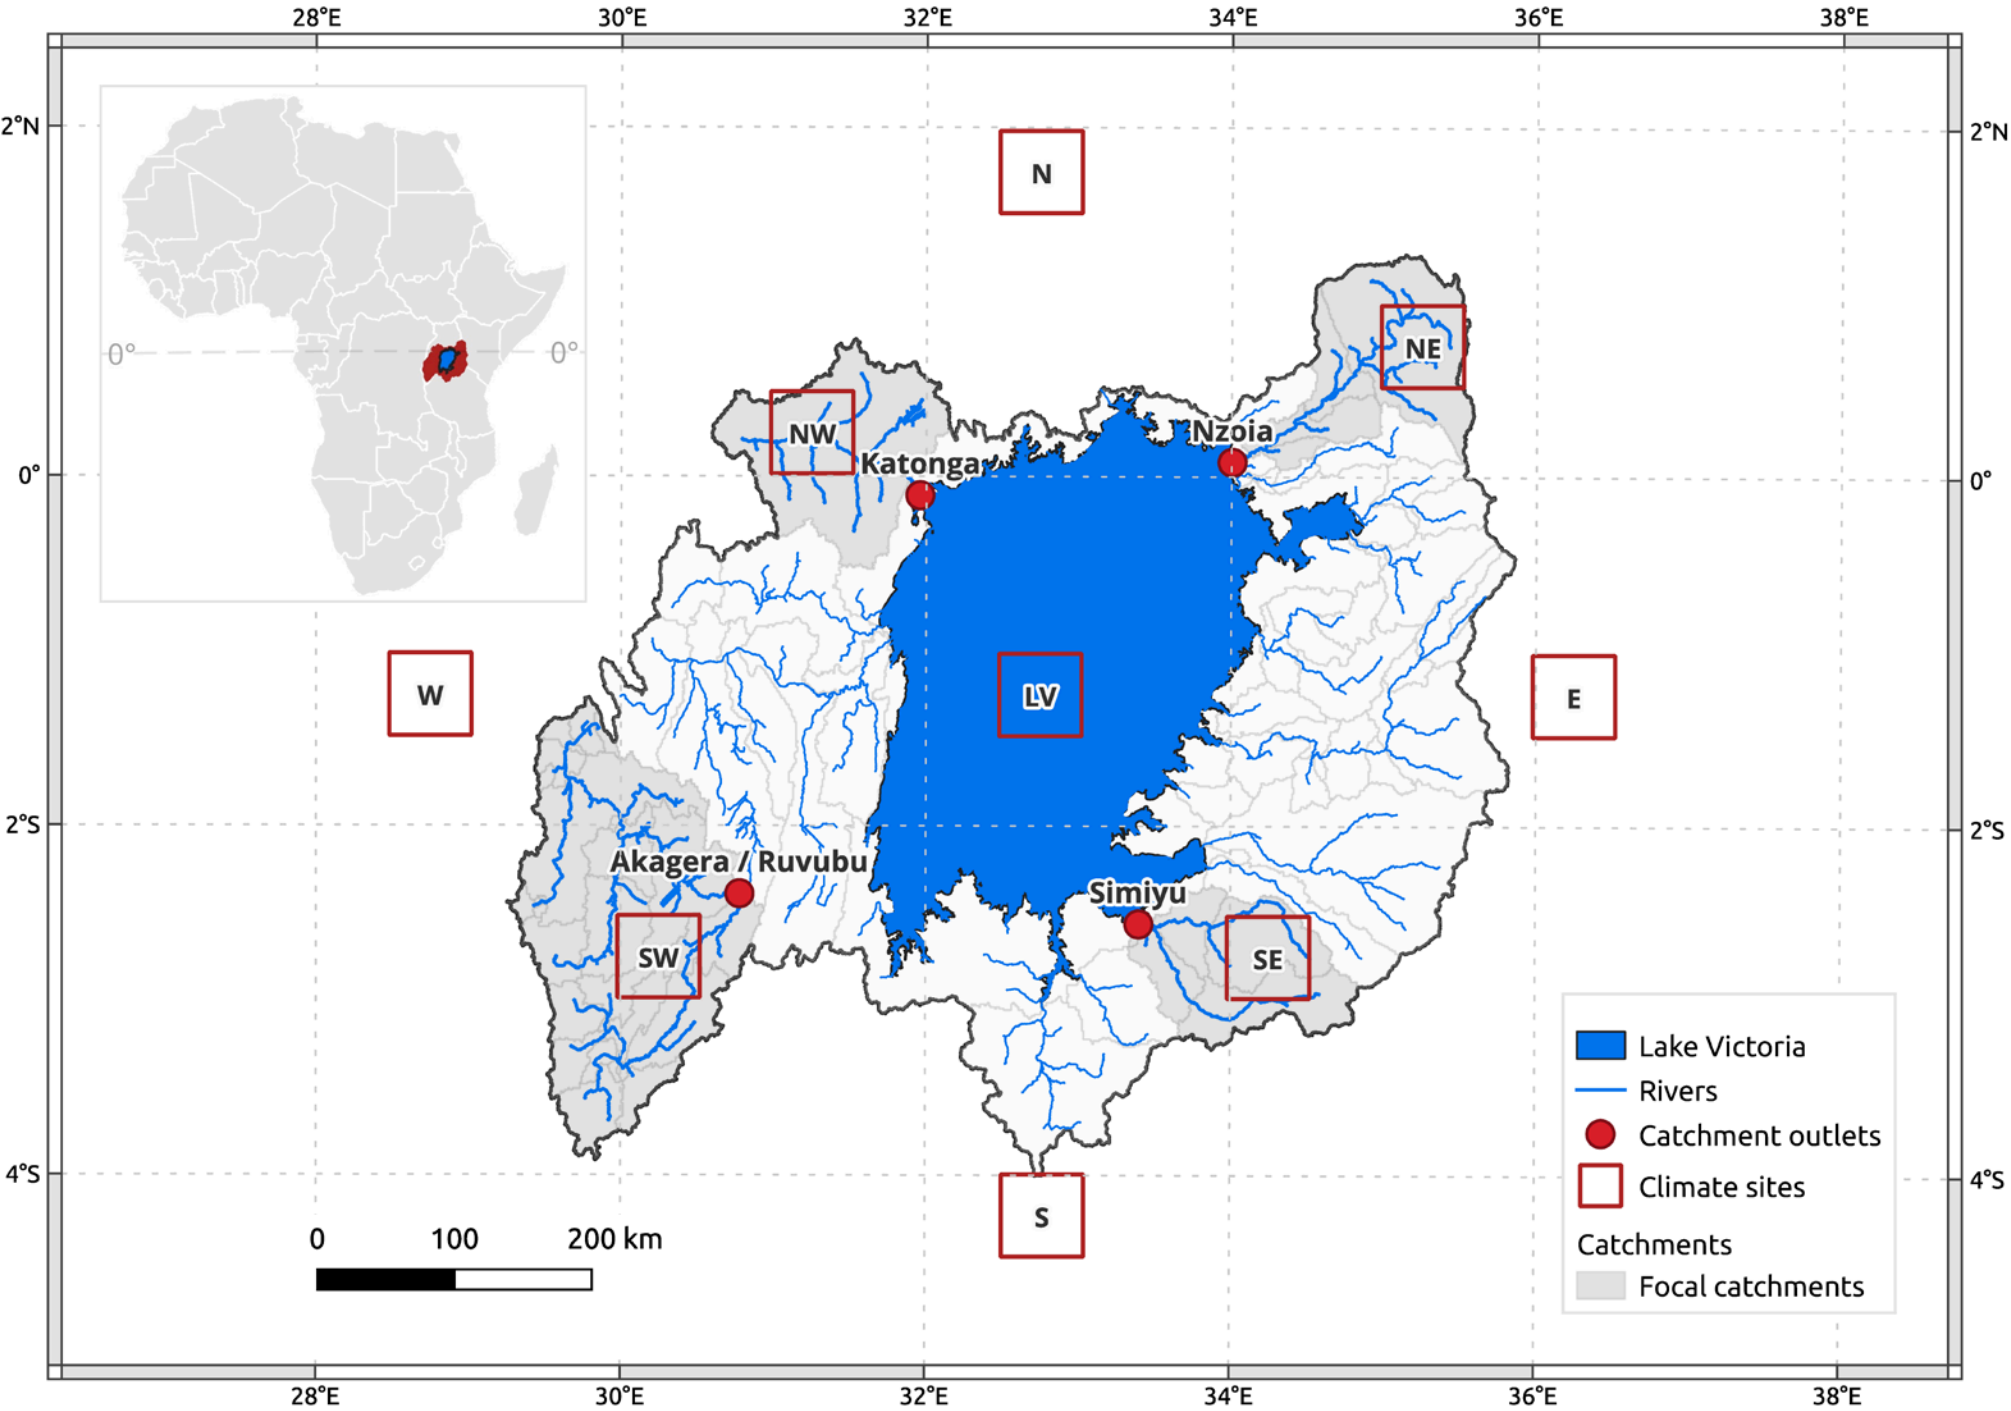 28°E 30°E 32°E 34°E 36°E 38°E
2°N 2°N
N
0° 0°
NE
NW
Nzoia
Katonga
0° 0°
W
LV
E
2°S 2°S
Akagera / Ruvubu
Simiyu
SW
SE
Lake Victoria
Rivers
Catchment outlets
4°S 4°S
Climate sites
S
0 100 200 km
Catchments
Focal catchments
28°E 30°E 32°E 34°E 36°E 38°E